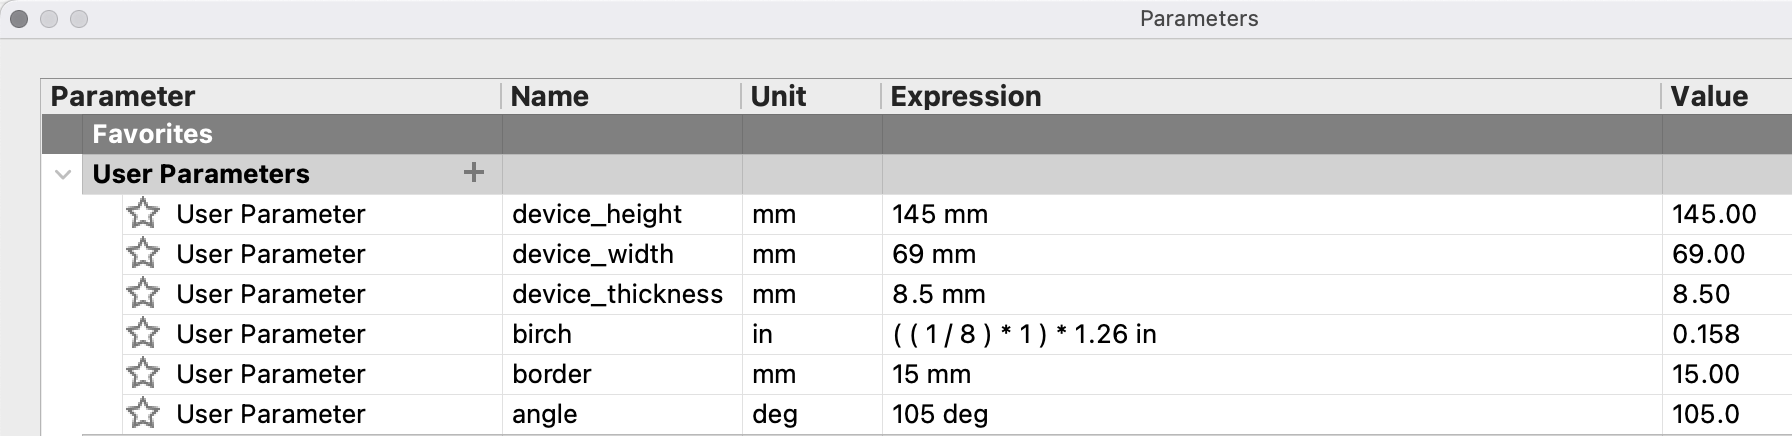 Parameters
Parameter Name Unit Expression Value
Favorites
User Parameters +
User Parameter device_height mm 145 mm 145.00
User Parameter device_width mm 69 mm 69.00
User Parameter device_thickness mm 8.5 mm 8.50
User Parameter birch in ( ( 1 / 8 ) * 1 ) * 1.26 in 0.158
User Parameter border mm 15 mm 15.00
User Parameter angle deg 105 deg 105.0